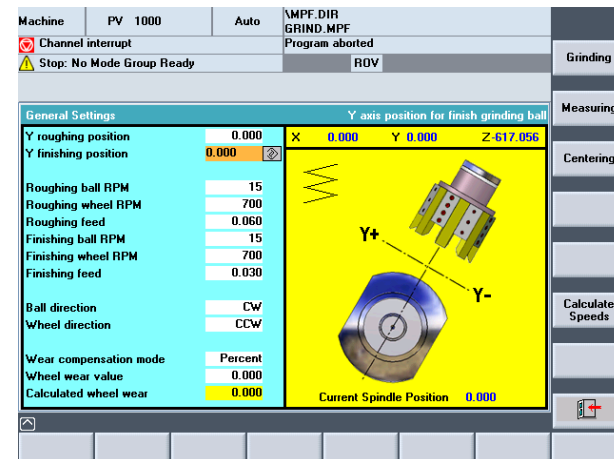 Machine PV 1000 Auto \MPF.DIR
GRIND.MPF
Channel interrupt Program aborted
Stop: No Mode Group Ready ROV
Grinding
General Settings Y axis position for finish grinding ball
Measuring
Y roughing position 0.000 X 0.000 Y 0.000 Z-617.056
Y finishing position 0.000
Centering
Roughing ball RPM 15
Roughing wheel RPM 700
Roughing feed 0.060
Finishing ball RPM 15
Y+
Finishing wheel RPM 700
Finishing feed 0.030
Y-
Ball direction CW
Calculate
Speeds
Wheel direction CCW
Wear compensation mode Percent
Wheel wear value 0.000
Calculated wheel wear 0.000 Current Spindle Position 0.000